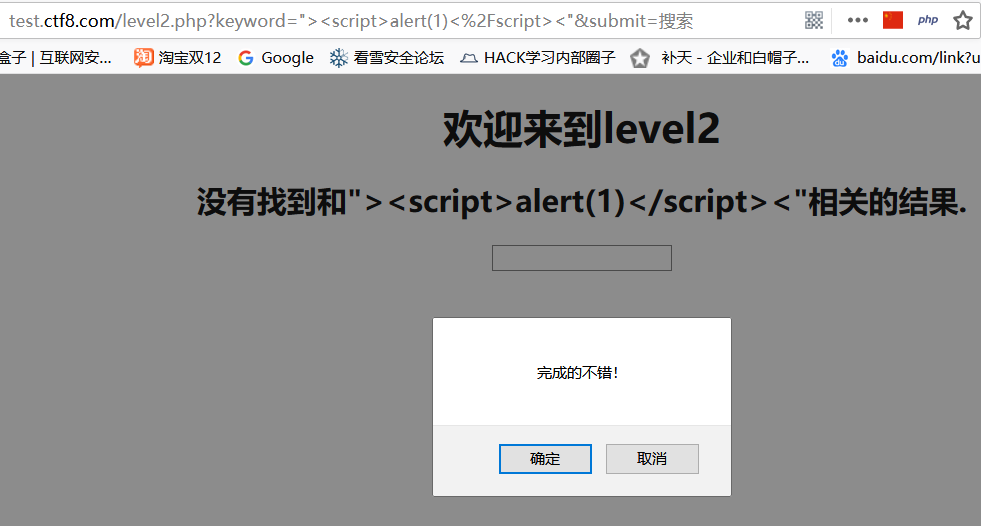 test.ctf8.com/level2.php?keyword="><script>alert(1)<%2Fscript><"&submit=搜索
php
盒子 | 互联网安...
淘
淘宝双12
Google
看雪安全论坛
HACK学习内部圈子
补天 - 企业和白帽子...
baidu.com/link?u
欢迎来到level2
没有找到和"><script>alert(1)</script><"相关的结果.
完成的不错！
确定
取消